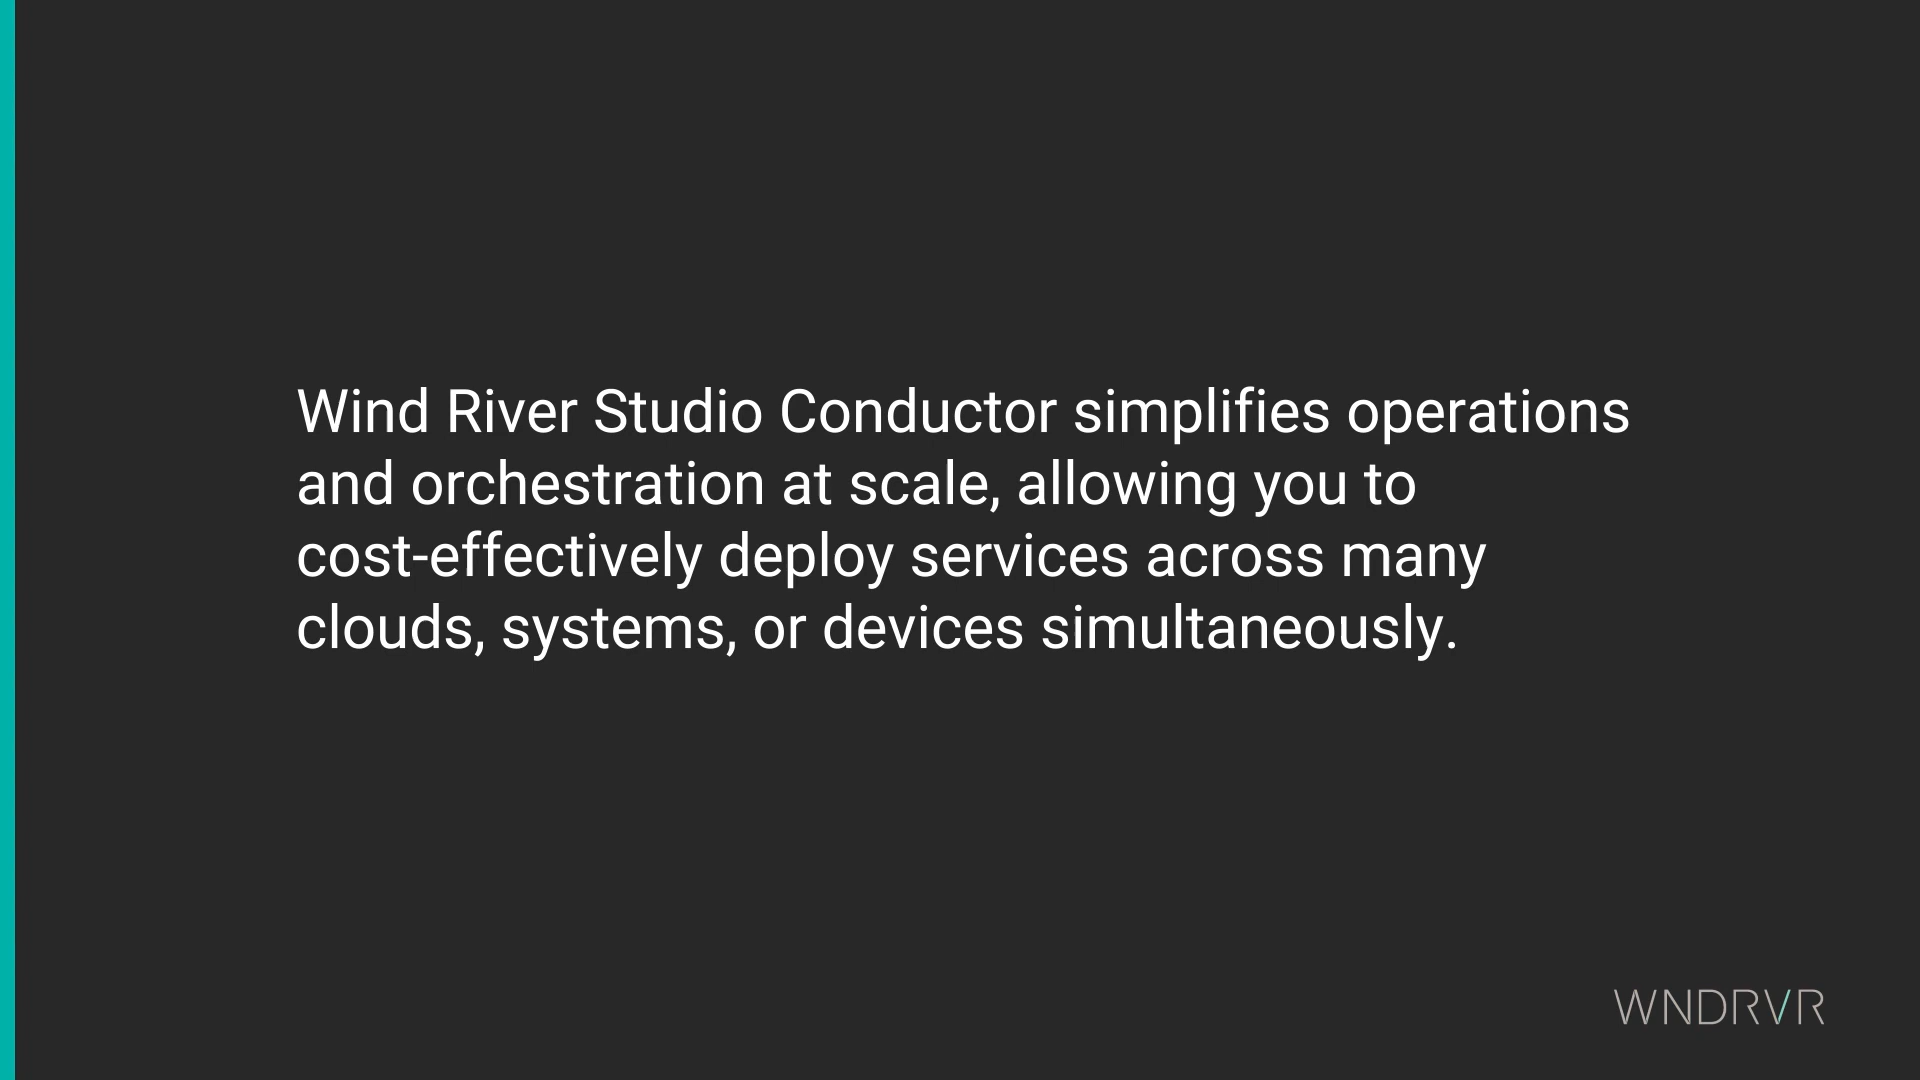 Wind River Studio Conductor simplifies operations
and orchestration at scale, allowing you to
cost-effectively deploy services across many
clouds, systems, or devices simultaneously.
WNDRVR